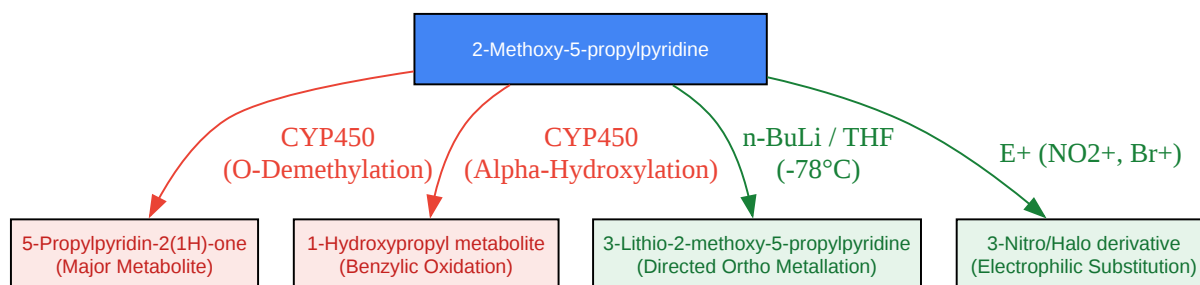 2-Methoxy-5-propylpyridine
CYP450
(O-Demethylation)
CYP450
(Alpha-Hydroxylation)
n-BuLi / THF
(-78°C)
E+ (NO2+, Br+)
5-Propylpyridin-2(1H)-one
(Major Metabolite)
1-Hydroxypropyl metabolite
(Benzylic Oxidation)
3-Lithio-2-methoxy-5-propylpyridine
(Directed Ortho Metallation)
3-Nitro/Halo derivative
(Electrophilic Substitution)